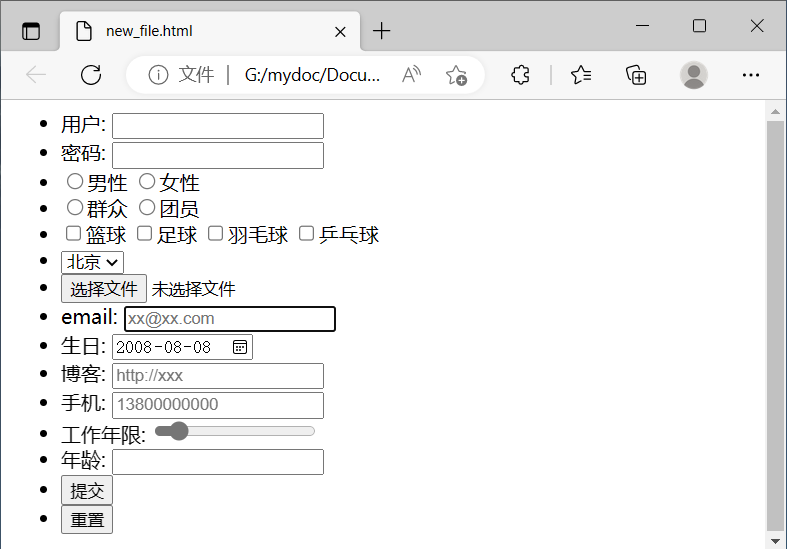 new_file.html
文件 G:/mydoc/Docu...
用户:
密码:
男性 女性
群众 团员
篮球 足球 羽毛球 乒乓球
北京
选择文件 未选择文件
email: xx@xx.com
生日: 2008-08-08
博客: http://xxx
手机: 13800000000
工作年限:
年龄:
提交
重置